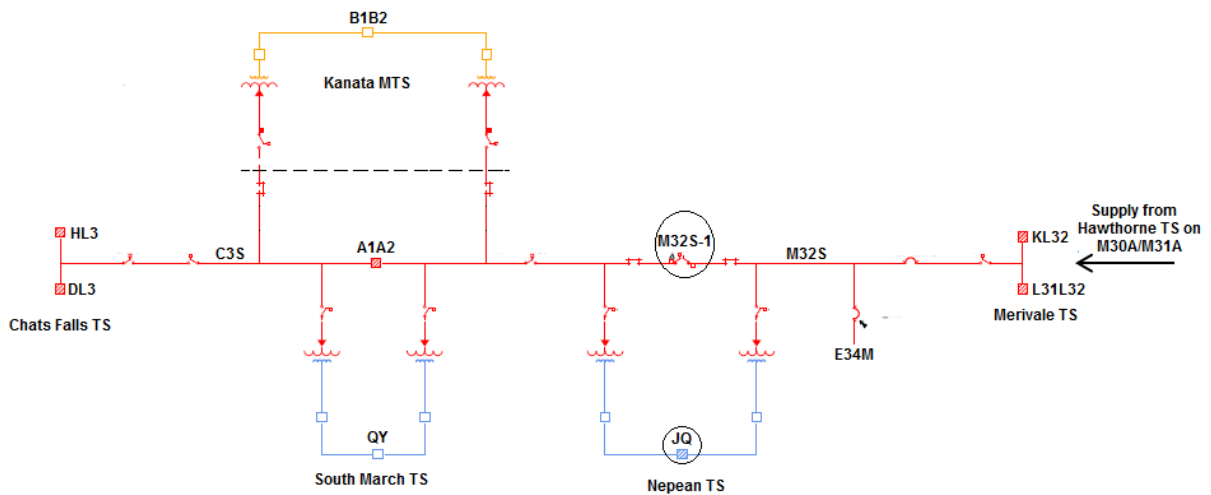 B1B2
Kanata MTS
HL3
DL3
Chats Falls TS
C3S
A1A2
M32S-1
A
M32S
KL32
L31L32
Merivale TS
Supply from
Hawthorne TS on
M30A/M31A
E34M
QY
South March TS
JQ
Nepean TS